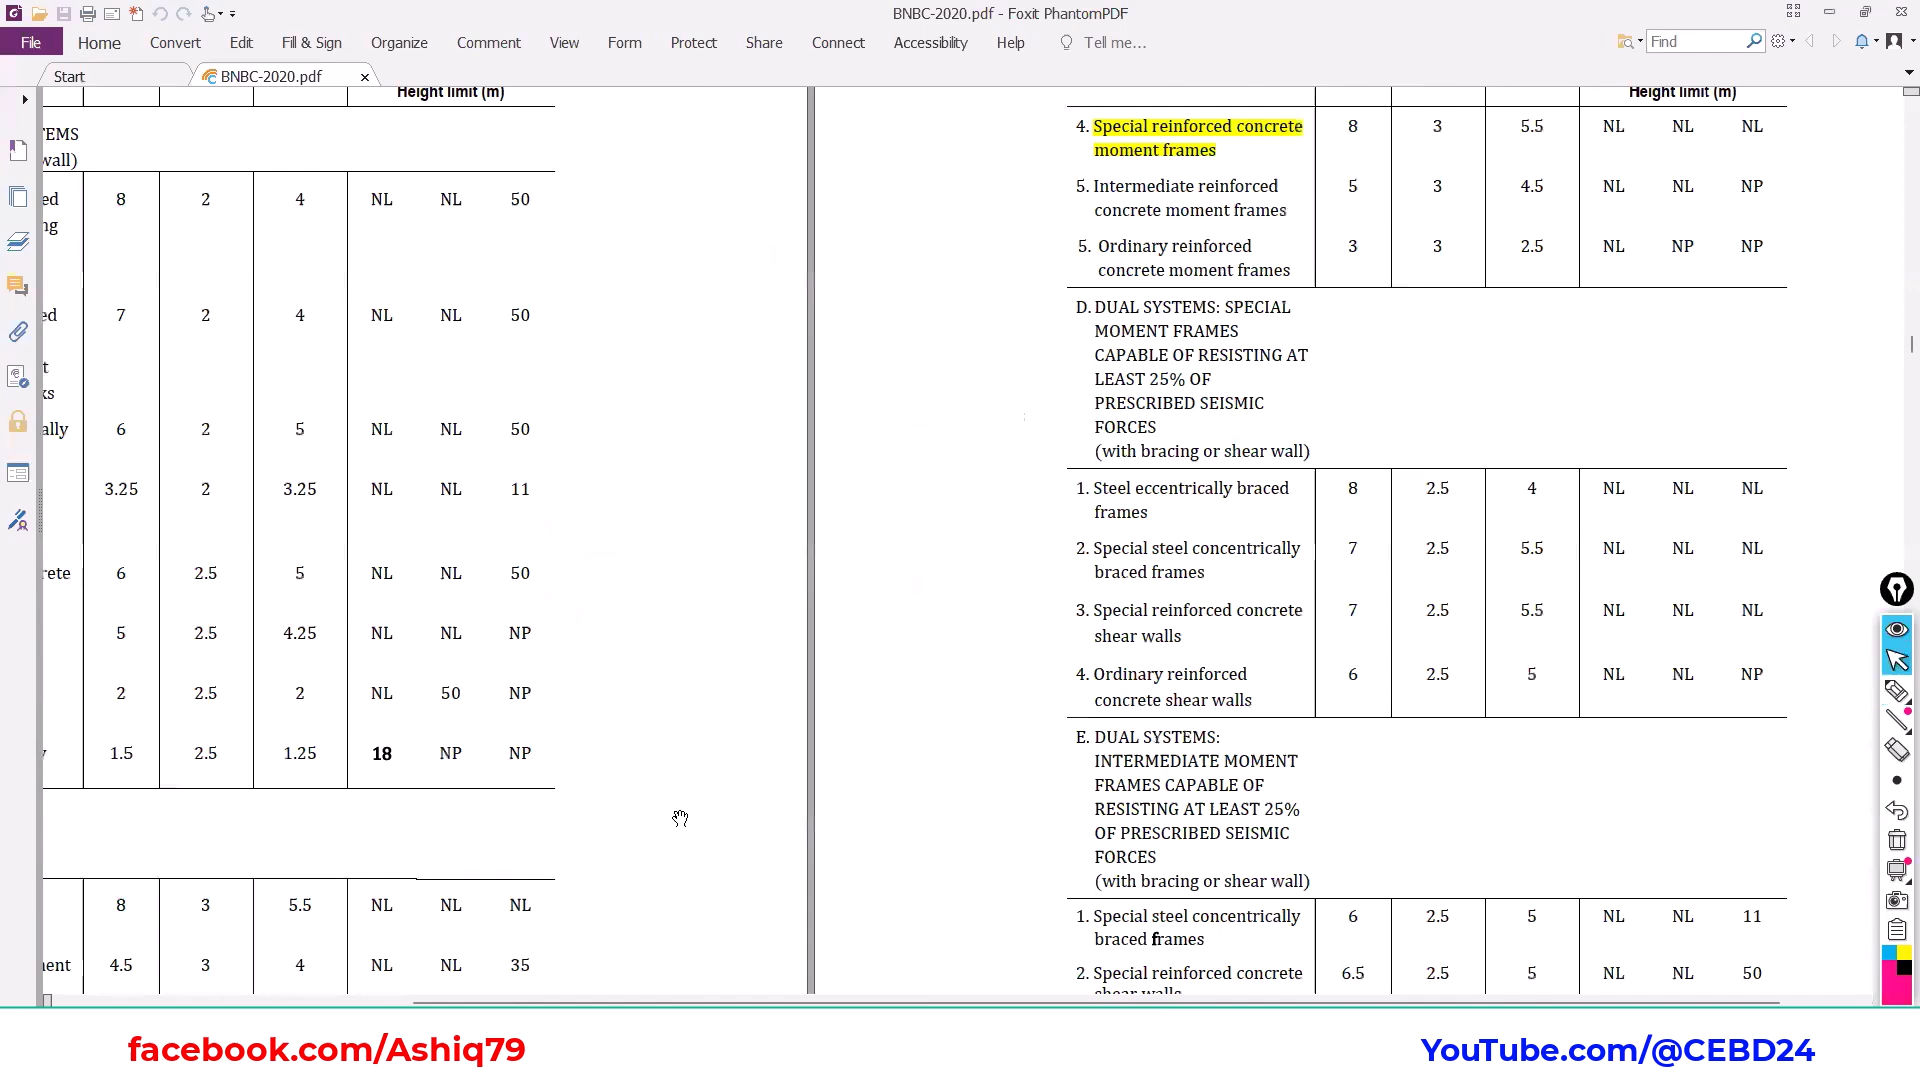 BNBC-2020.pdf - Foxit PhantomPDF
File Home Convert Edit Fill & Sign Organize Comment View Form Protect Share Connect Accessibility Help Tell me... Find
Start BNBC-2020.pdf
Height limit (m)
EMS
wall)
ed 8 2 4 NL NL 50
ng
ed 7 2 4 NL NL 50
t
ks
ally 6 2 5 NL NL 50
3.25 2 3.25 NL NL 11
rete 6 2.5 5 NL NL 50
5 2.5 4.25 NL NL NP
2 2.5 2 NL 50 NP
y 1.5 2.5 1.25 18 NP NP
8 3 5.5 NL NL NL
ent 4.5 3 4 NL NL 35
Height limit (m)
4. Special reinforced concrete 8 3 5.5 NL NL NL
moment frames
5. Intermediate reinforced 5 3 4.5 NL NL NP
concrete moment frames
5. Ordinary reinforced 3 3 2.5 NL NP NP
concrete moment frames
D. DUAL SYSTEMS: SPECIAL
MOMENT FRAMES
CAPABLE OF RESISTING AT
LEAST 25% OF
PRESCRIBED SEISMIC
FORCES
(with bracing or shear wall)
1. Steel eccentrically braced 8 2.5 4 NL NL NL
frames
2. Special steel concentrically 7 2.5 5.5 NL NL NL
braced frames
3. Special reinforced concrete 7 2.5 5.5 NL NL NL
shear walls
4. Ordinary reinforced 6 2.5 5 NL NL NP
concrete shear walls
E. DUAL SYSTEMS:
INTERMEDIATE MOMENT
FRAMES CAPABLE OF
RESISTING AT LEAST 25%
OF PRESCRIBED SEISMIC
FORCES
(with bracing or shear wall)
1. Special steel concentrically 6 2.5 5 NL NL 11
braced frames
2. Special reinforced concrete 6.5 2.5 5 NL NL 50
shear walls
facebook.com/Ashiq79
YouTube.com/@CEBD24